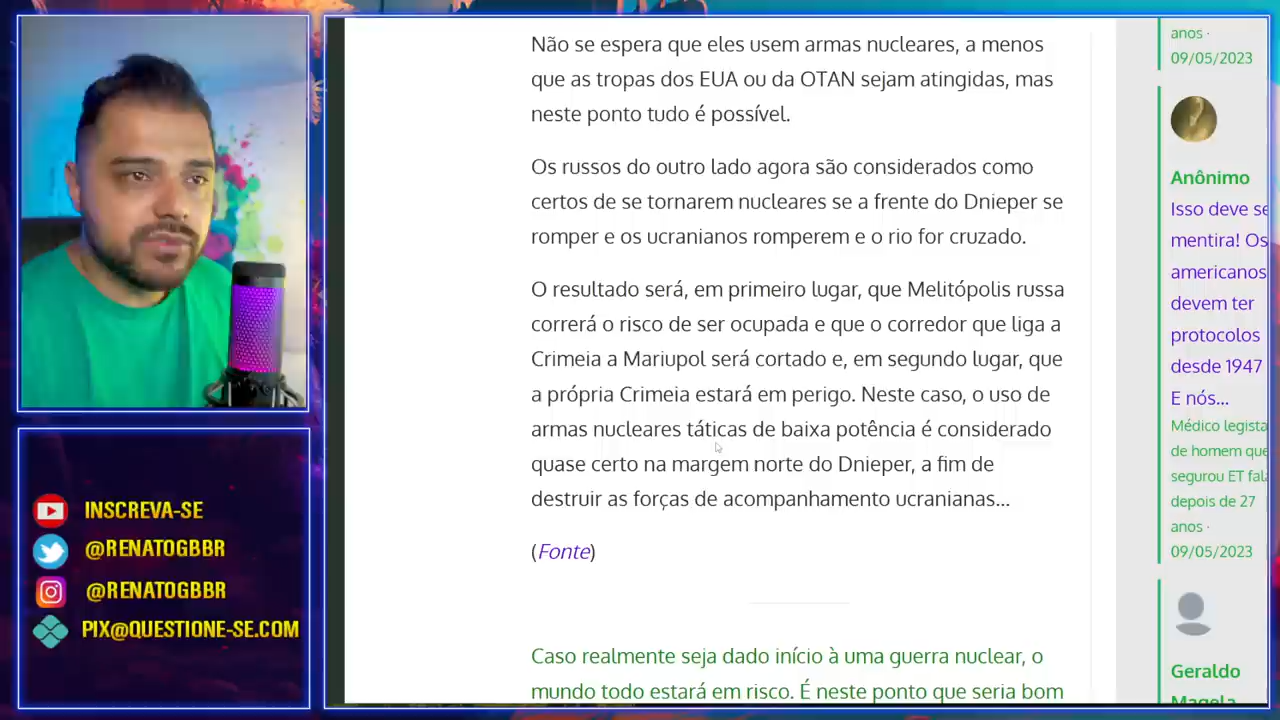 Não se espera que eles usem armas nucleares, a menos
que as tropas dos EUA ou da OTAN sejam atingidas, mas
neste ponto tudo é possível.
Os russos do outro lado agora são considerados como
certos de se tornarem nucleares se a frente do Dnieper se
romper e os ucranianos romperem e o rio for cruzado.
O resultado será, em primeiro lugar, que Melitópolis russa
correrá o risco de ser ocupada e que o corredor que liga a
Crimeia a Mariupol será cortado e, em segundo lugar, que
a própria Crimeia estará em perigo. Neste caso, o uso de
armas nucleares táticas de baixa potência é considerado
quase certo na margem norte do Dnieper, a fim de
destruir as forças de acompanhamento ucranianas...
(Fonte)
Caso realmente seja dado início à uma guerra nuclear, o
mundo todo estará em risco. É neste ponto que seria bom
anos ·
09/05/2023
Anônimo
Isso deve se
mentira! Os
americanos
devem ter
protocolos
desde 1947
E nós...
Médico legista
de homem que
segurou ET fal
depois de 27
anos ·
09/05/2023
Geraldo
Magela
INSCREVA-SE
@RENATOGBBR
@RENATOGBBR
PIX@QUESTIONE-SE.COM